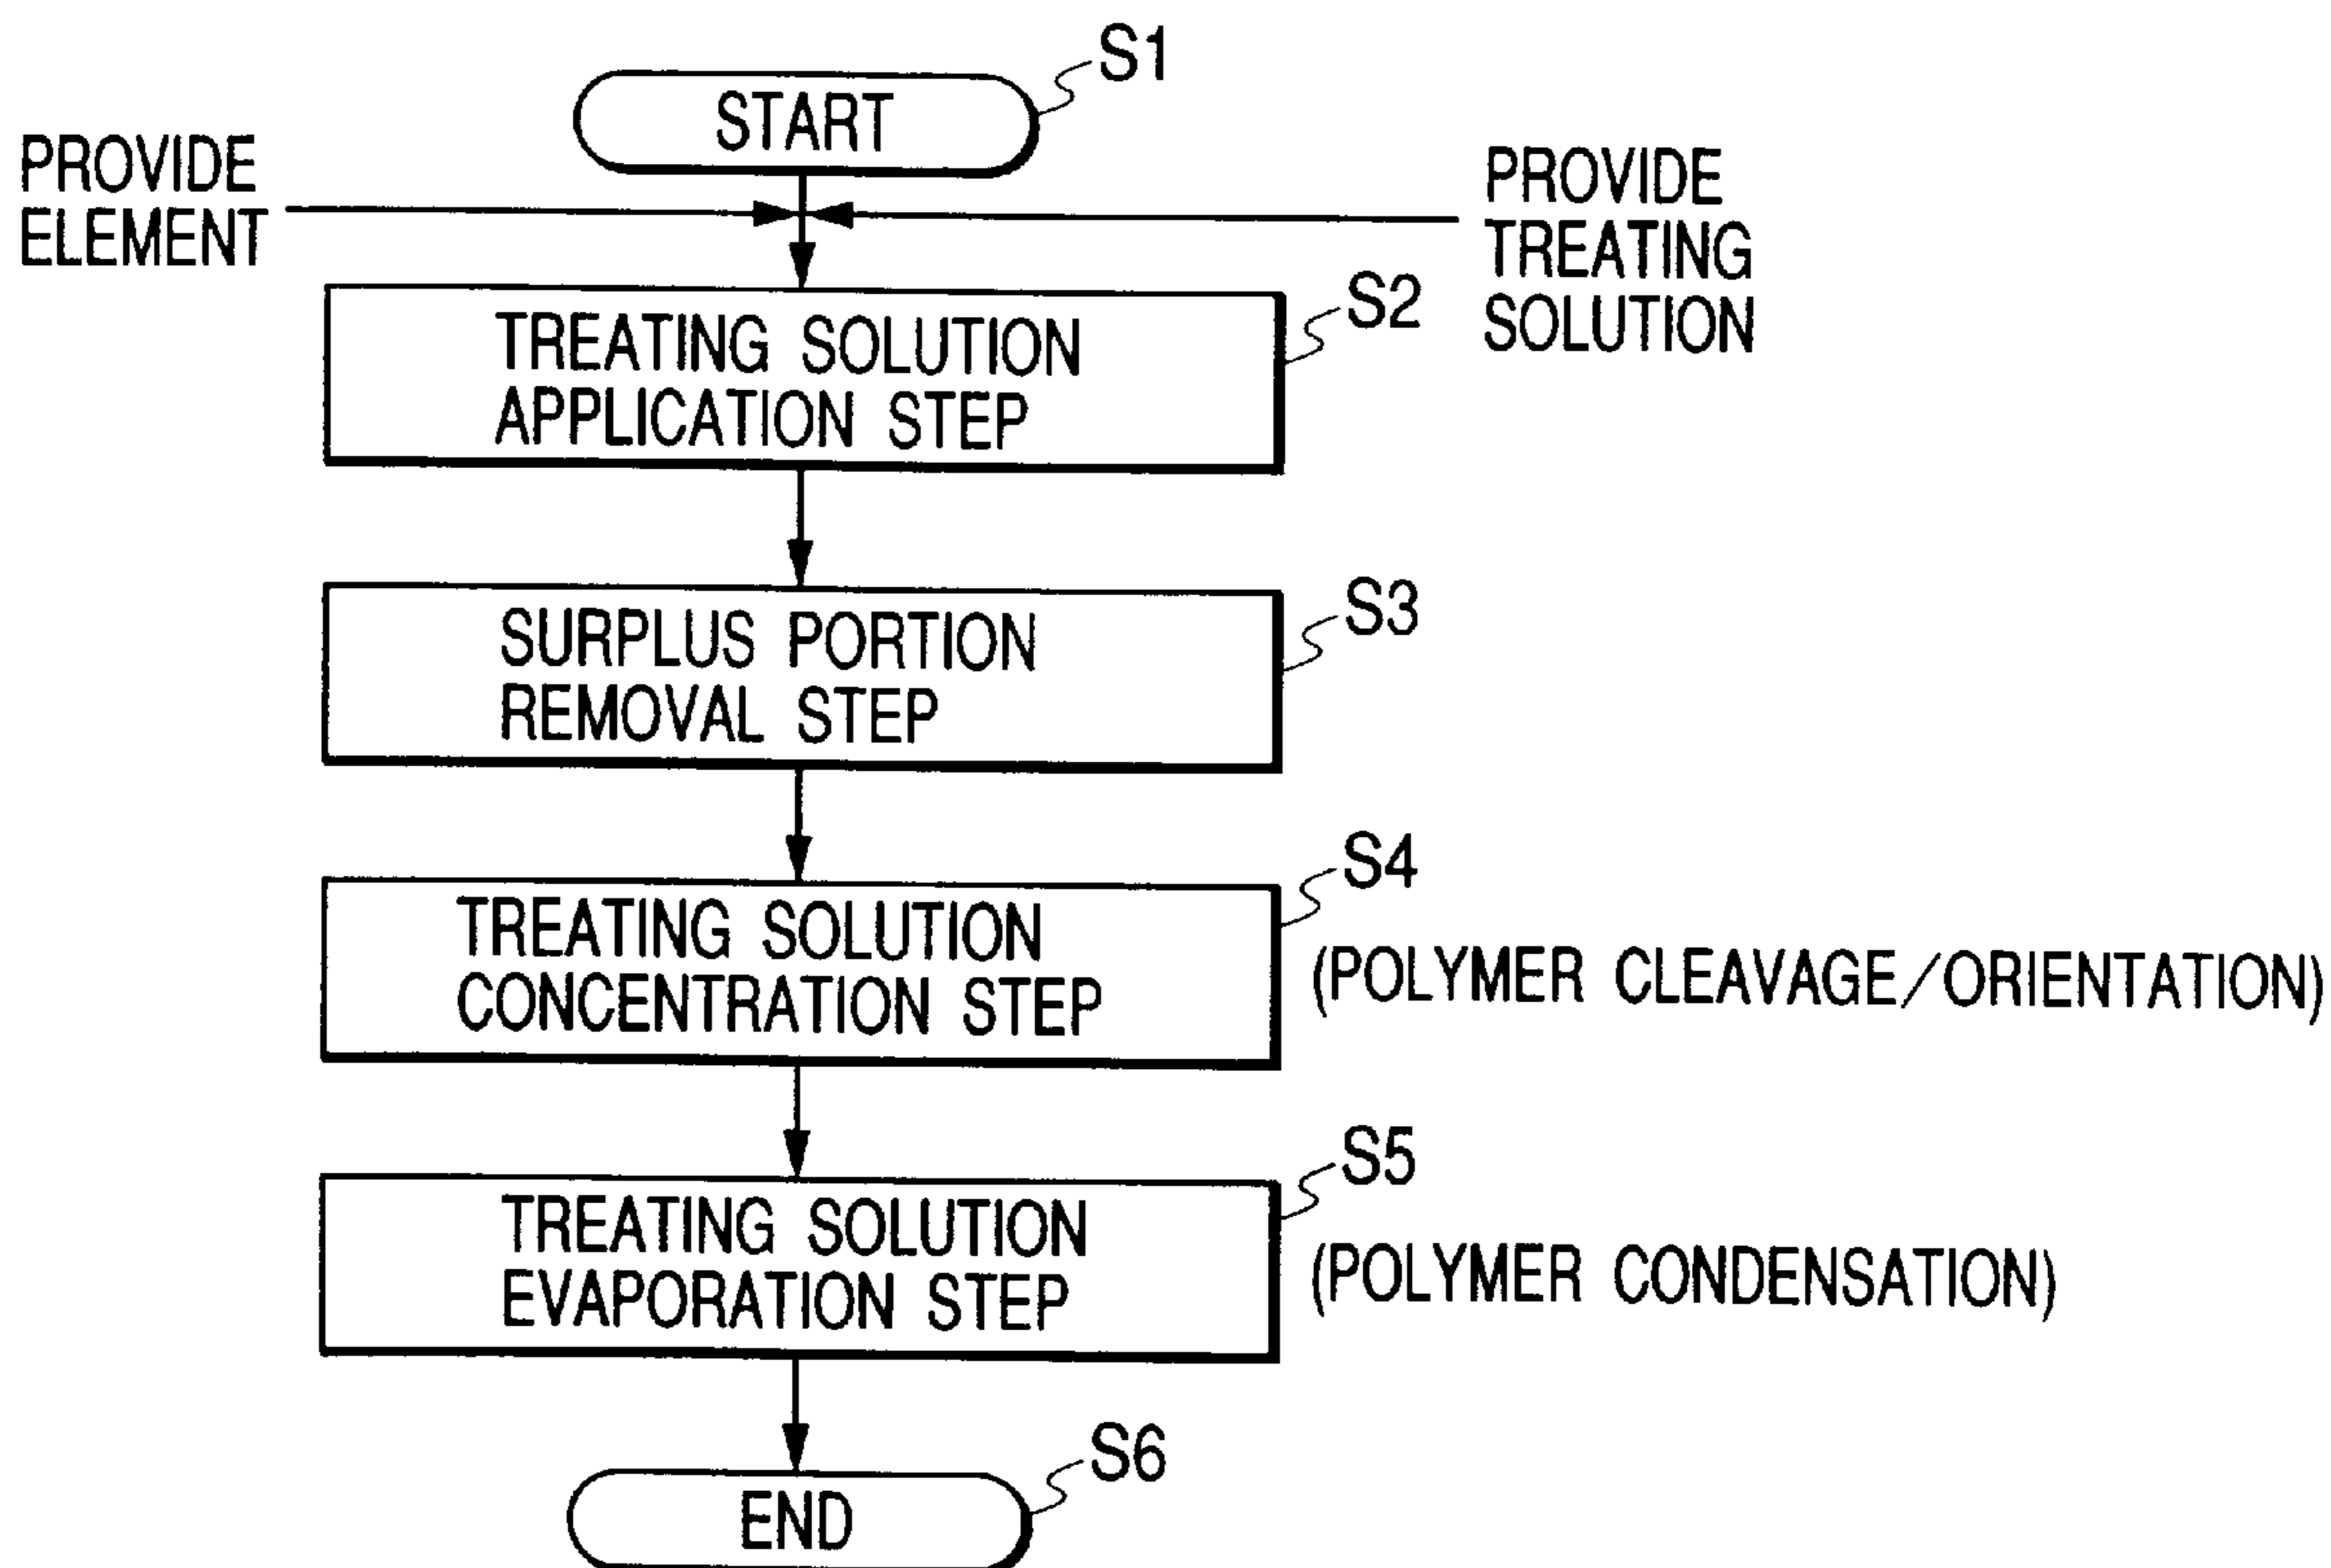 S1
START
PROVIDE
ELEMENT
PROVIDE
TREATING
SOLUTION
S2
TREATING SOLUTION
APPLICATION STEP
S3
SURPLUS PORTION
REMOVAL STEP
S4
TREATING SOLUTION
CONCENTRATION STEP
(POLYMER CLEAVAGE/ORIENTATION)
S5
TREATING SOLUTION
EVAPORATION STEP
(POLYMER CONDENSATION)
S6
END